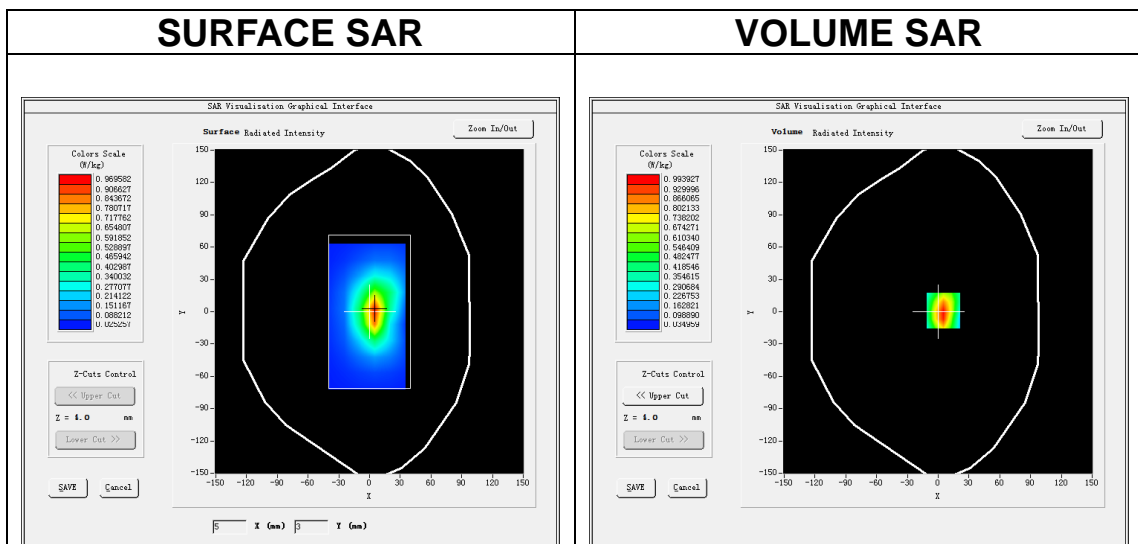 SURFACE SAR
VOLUME SAR
SAR Visualisation Graphical Interface
Surface Radiated Intensity
Zoom In/Out
Colors Scale
(W/kg)
0.969582
0.906627
0.843672
0.780717
0.717762
0.654807
0.591852
0.528897
0.465942
0.402987
0.340032
0.277077
0.214122
0.151167
0.088212
0.025257
Z-Cuts Control
<< Upper Cut
Z = 4.0 mm
Lower Cut >>
SAVE
Cancel
150
120
90
60
30
0
-30
-60
-90
-120
-150
Y
-150 -120 -90 -60 -30 0 30 60 90 120 150
X
5 X (mm) 3 Y (mm)
SAR Visualisation Graphical Interface
Volume Radiated Intensity
Zoom In/Out
Colors Scale
(W/kg)
0.993927
0.929996
0.866065
0.802133
0.738202
0.674271
0.610340
0.546409
0.482477
0.418546
0.354615
0.290684
0.226753
0.162821
0.098890
0.034959
Z-Cuts Control
<< Upper Cut
Z = 4.0 mm
Lower Cut >>
SAVE
Cancel
150
120
90
60
30
0
-30
-60
-90
-120
-150
Y
-150 -120 -90 -60 -30 0 30 60 90 120 150
X